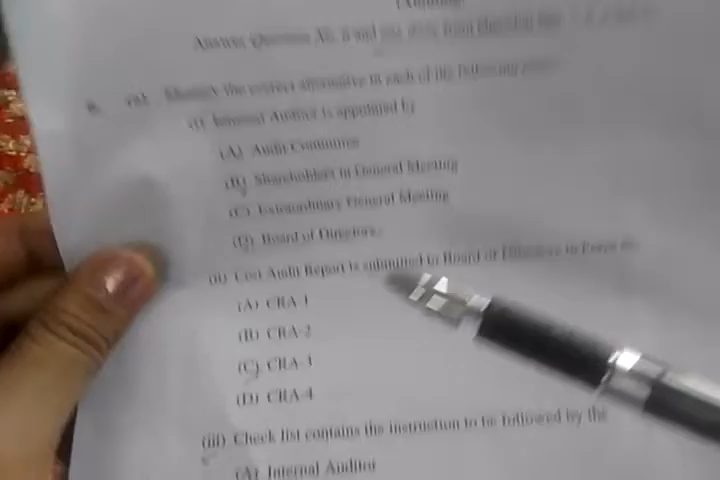 (Auditing)
Answer Question No. 6 and
6. (a) the correct alternative in each of the following
(i) Internal Auditor is appointed by
(A) Audit Committee
(B) Shareholders in General Meeting
(C) Extraordinary General Meeting
(D) Board of Directors.
(ii) Cost Audit Report is submitted to Board of Directors in Form
(A) CRA-1
(B) CRA-2
(C) CRA-3
(D) CRA-4
(iii) Check list contains the instruction to be followed by the
(A) Internal Auditor